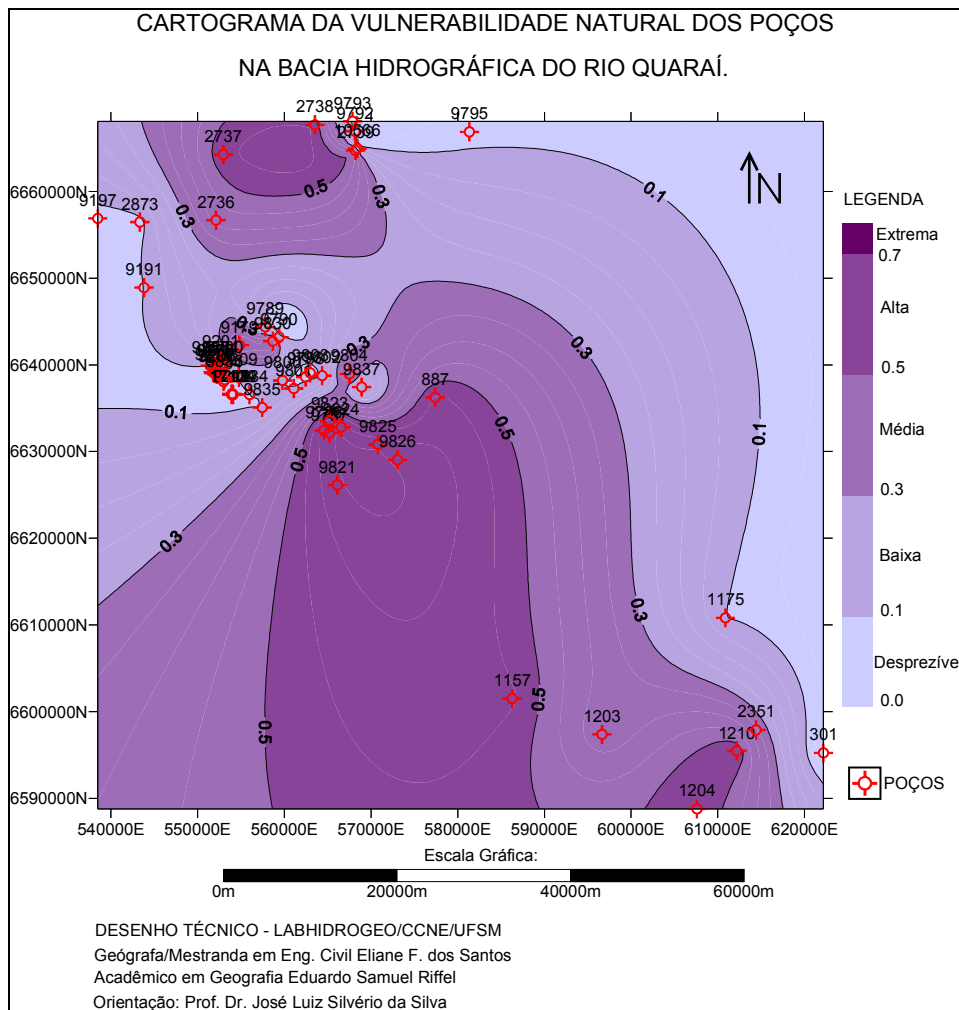 CARTOGRAMA DA VULNERABILIDADE NATURAL DOS POÇOS
NA BACIA HIDROGRÁFICA DO RIO QUARAÍ.
9793
2738 9792 9795
2737
N
6660000N
0.5
0.1
LEGENDA
9197 2873 2736 0.3 0.3
Extrema
0.7
6650000N
9191
Alta
9789
9790
9830
0.3
6640000N
0.3
0.5
9804
9837
887
9835
0.1
Média
9823
9825
6630000N
0.5
9826
0.5
0.1
9821
0.3
6620000N
0.3
Baixa
1175
6610000N
0.3
0.1
Desprezíve
1157
0.5
0.0
6600000N
1203
2351
0.5
1210
301
6590000N
1204
POÇOS
540000E 550000E 560000E 570000E 580000E 590000E 600000E 610000E 620000E
Escala Gráfica:
0m 20000m 40000m 60000m
DESENHO TÉCNICO - LABHIDROGEO/CCNE/UFSM
Geógrafa/Mestranda em Eng. Civil Eliane F. dos Santos
Acadêmico em Geografia Eduardo Samuel Riffel
Orientação: Prof. Dr. José Luiz Silvério da Silva